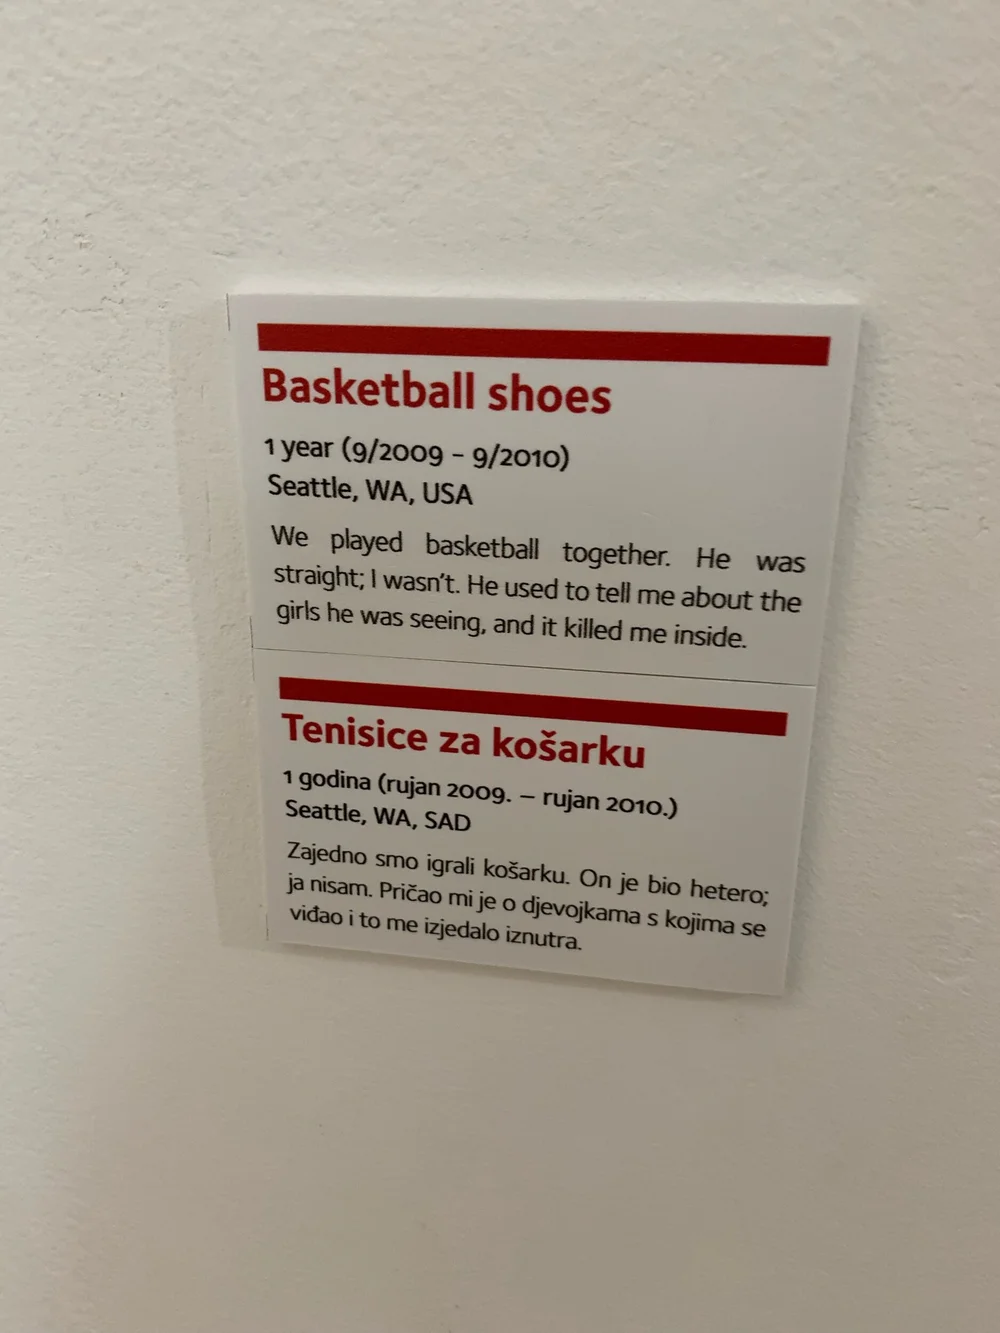 Basketball shoes
1 year (9/2009 – 9/2010)
Seattle, WA, USA
We played basketball together. He was
straight; I wasn't. He used to tell me about the
girls he was seeing, and it killed me inside.
Tenisice za košarku
1 godina (rujan 2009. – rujan 2010.)
Seattle, WA, SAD
Zajedno smo igrali košarku. On je bio hetero;
ja nisam. Pričao mi je o djevojkama s kojima se
viđao i to me izjedalo iznutra.